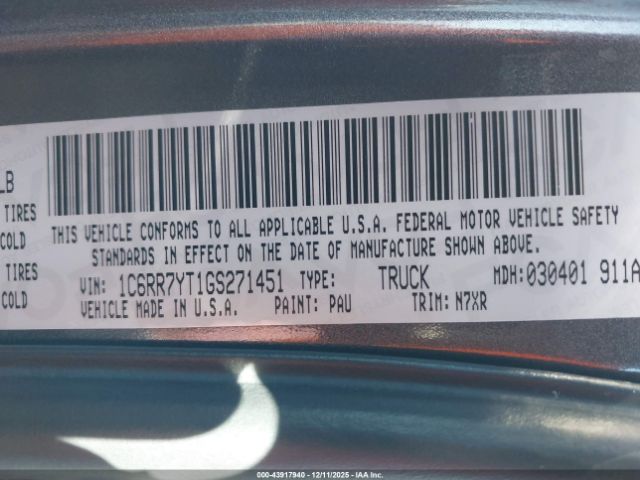 LB
TIRES
COLD
TIRES
COLD
THIS VEHICLE CONFORMS TO ALL APPLICABLE U.S.A. FEDERAL MOTOR VEHICLE SAFETY
STANDARDS IN EFFECT ON THE DATE OF MANUFACTURE SHOWN ABOVE.
VIN: 1C6RR7YT1GS271451 TYPE: TRUCK MDH:030401 911A
VEHICLE MADE IN U.S.A. PAINT: PAU TRIM: N7XR
000-43917940 - 12/11/2025 - IAA Inc.